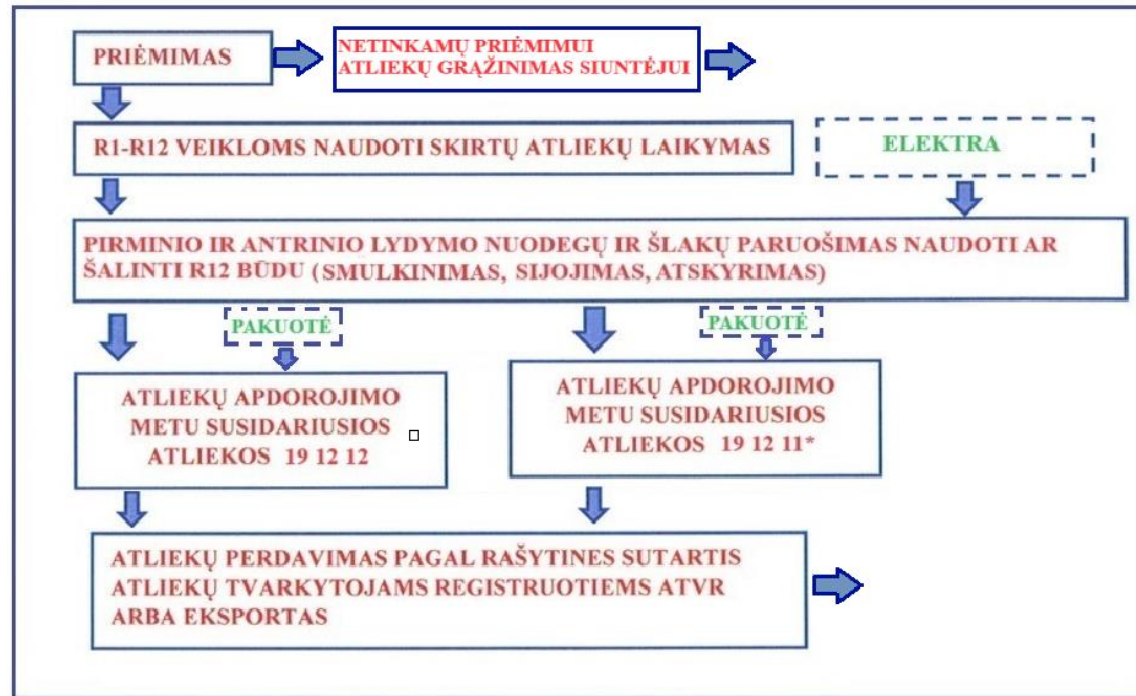 PRIĖMIMAS
NETINKAMŲ PRIĖMIMUI
ATLIEKŲ GRĄŽINIMAS SIUNTĖJUI
R1-R12 VEIKLOMS NAUDOTI SKIRTŲ ATLIEKŲ LAIKYMAS
ELEKTRA
PIRMINIO IR ANTRINIO LYDYMO NUODEGŲ IR ŠLAKŲ PARUOŠIMAS NAUDOTI AR
ŠALINTI R12 BŪDU (SMULKINIMAS, SIJOJIMAS, ATSKYRIMAS)
PAKUOTĖ
PAKUOTĖ
ATLIEKŲ APDOROJIMO
METU SUSIDARIUSIOS
ATLIEKOS 19 12 12
ATLIEKŲ APDOROJIMO
METU SUSIDARIUSIOS
ATLIEKOS 19 12 11*
ATLIEKŲ PERDAVIMAS PAGAL RAŠYTINES SUTARTIS
ATLIEKŲ TVARKYTOJAMS REGISTRUOTIEMS ATVR
ARBA EKSPORTAS